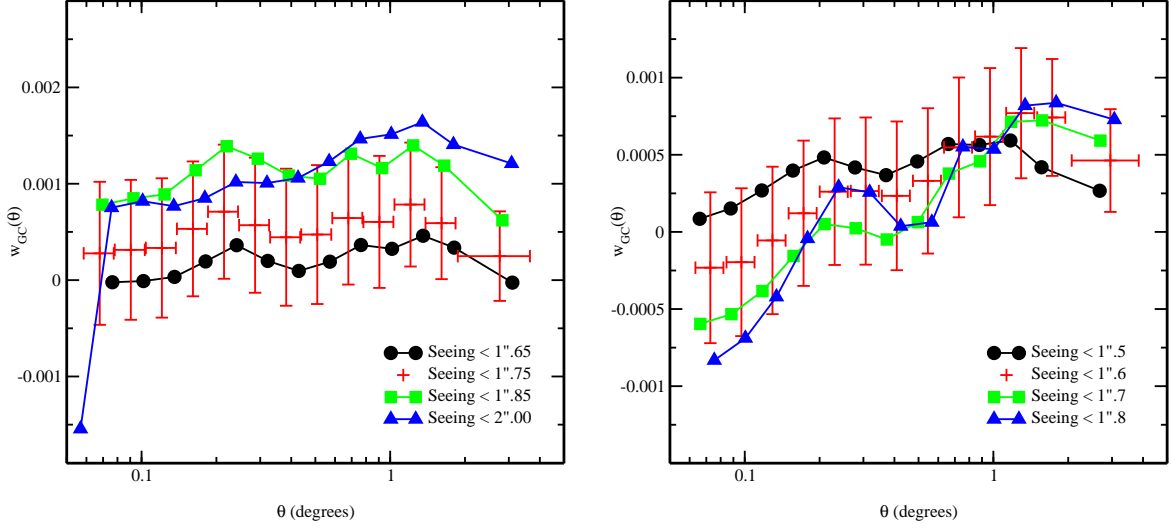 0.002
0.001
0
-0.001
w_GC(θ)
Seeing < 1".65
Seeing < 1".75
Seeing < 1".85
Seeing < 2".00
0.1
1
θ (degrees)
0.001
0.0005
0
-0.0005
-0.001
w_GC(θ)
Seeing < 1".5
Seeing < 1".6
Seeing < 1".7
Seeing < 1".8
0.1
1
θ (degrees)